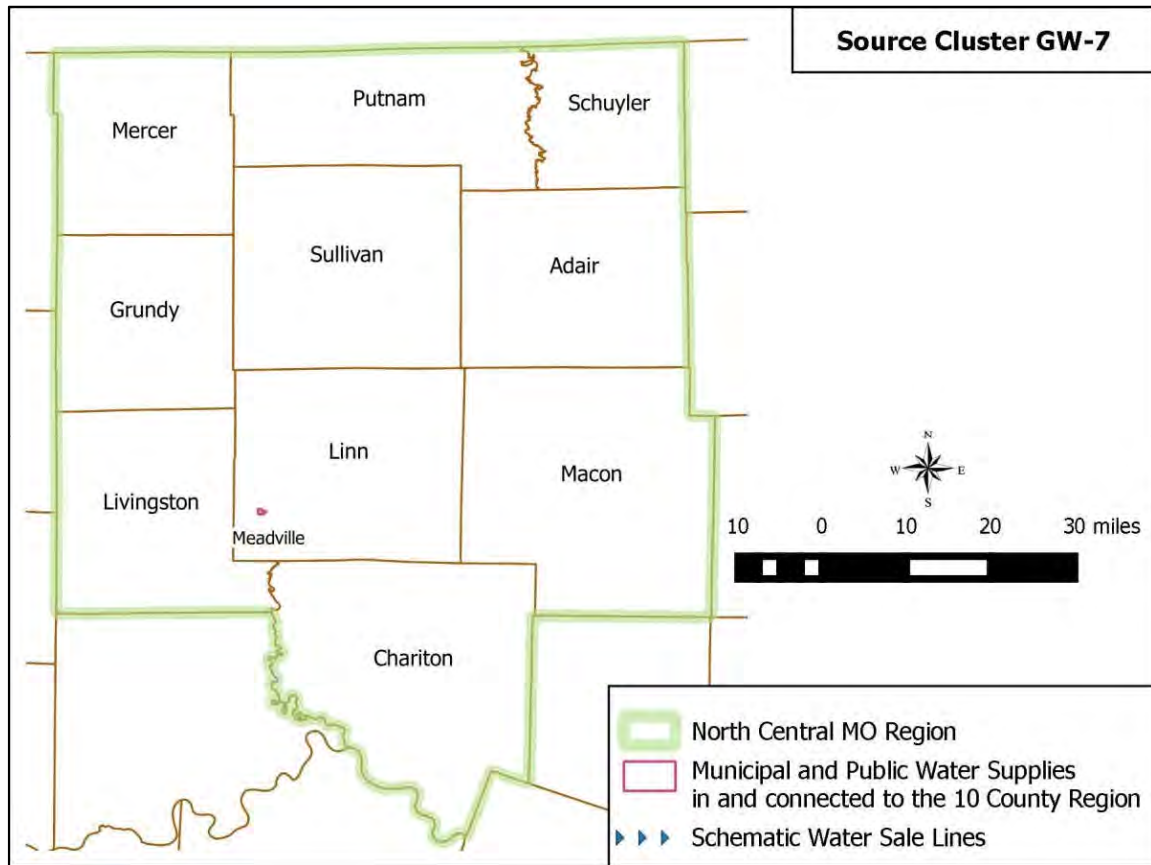 Source Cluster GW-7
Putnam
Schuyler
Mercer
Sullivan
Adair
Grundy
Linn
Macon
Livingston
Meadville
Chariton
N
W E
S
10 0 10 20 30 miles
North Central MO Region
Municipal and Public Water Supplies
in and connected to the 10 County Region
Schematic Water Sale Lines